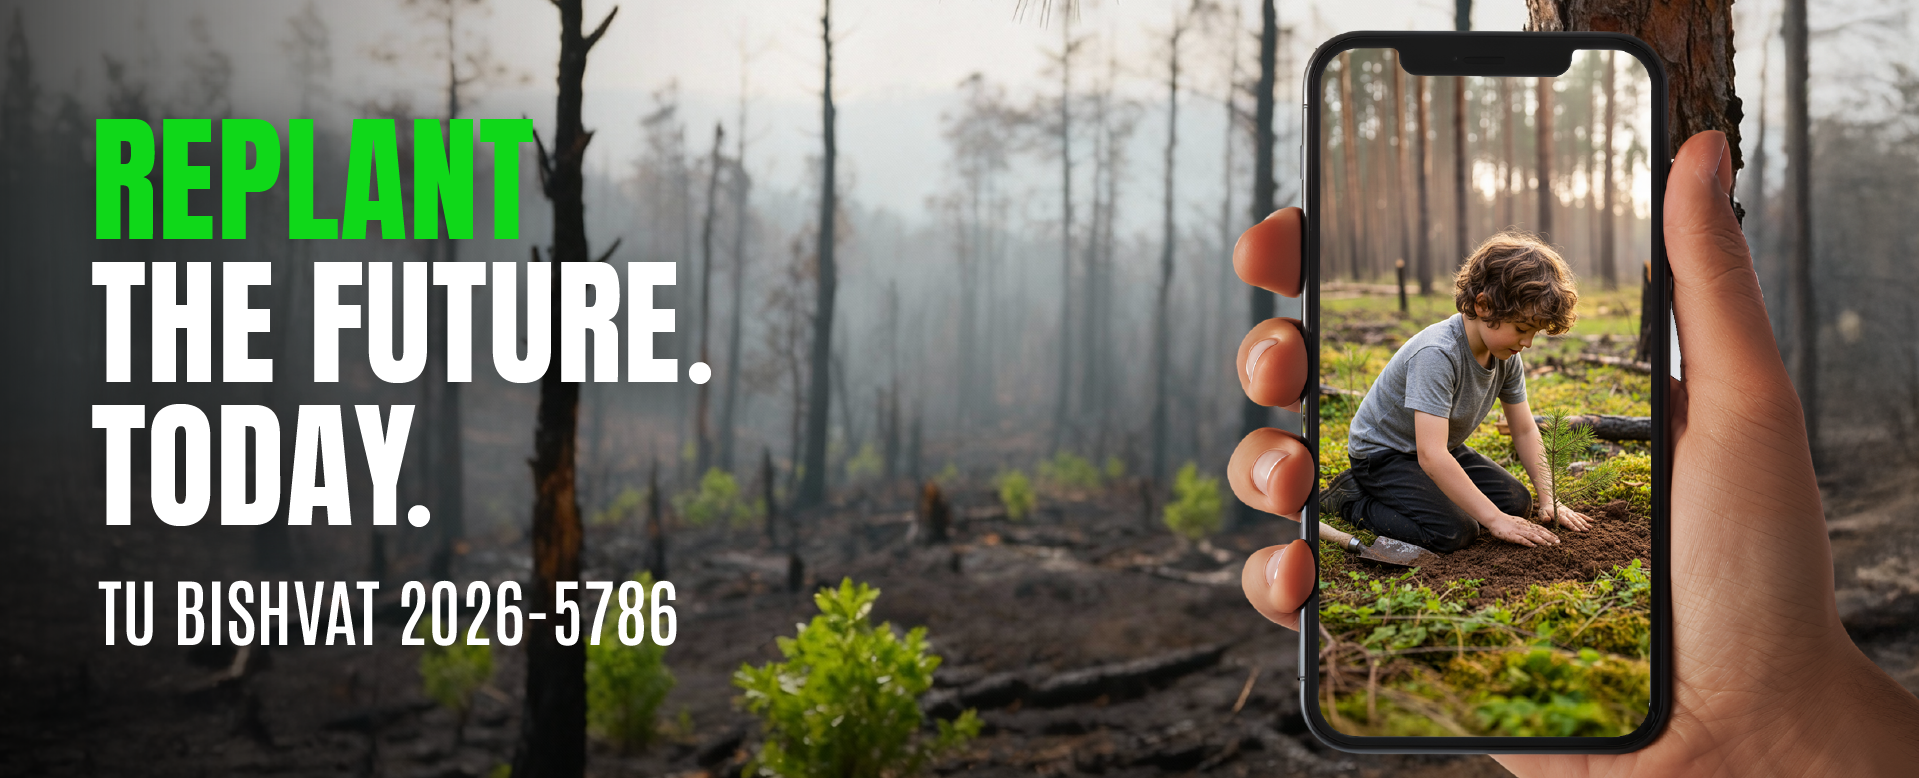 REPLANT
THE FUTURE.
TODAY.
TU BISHVAT 2026-5786